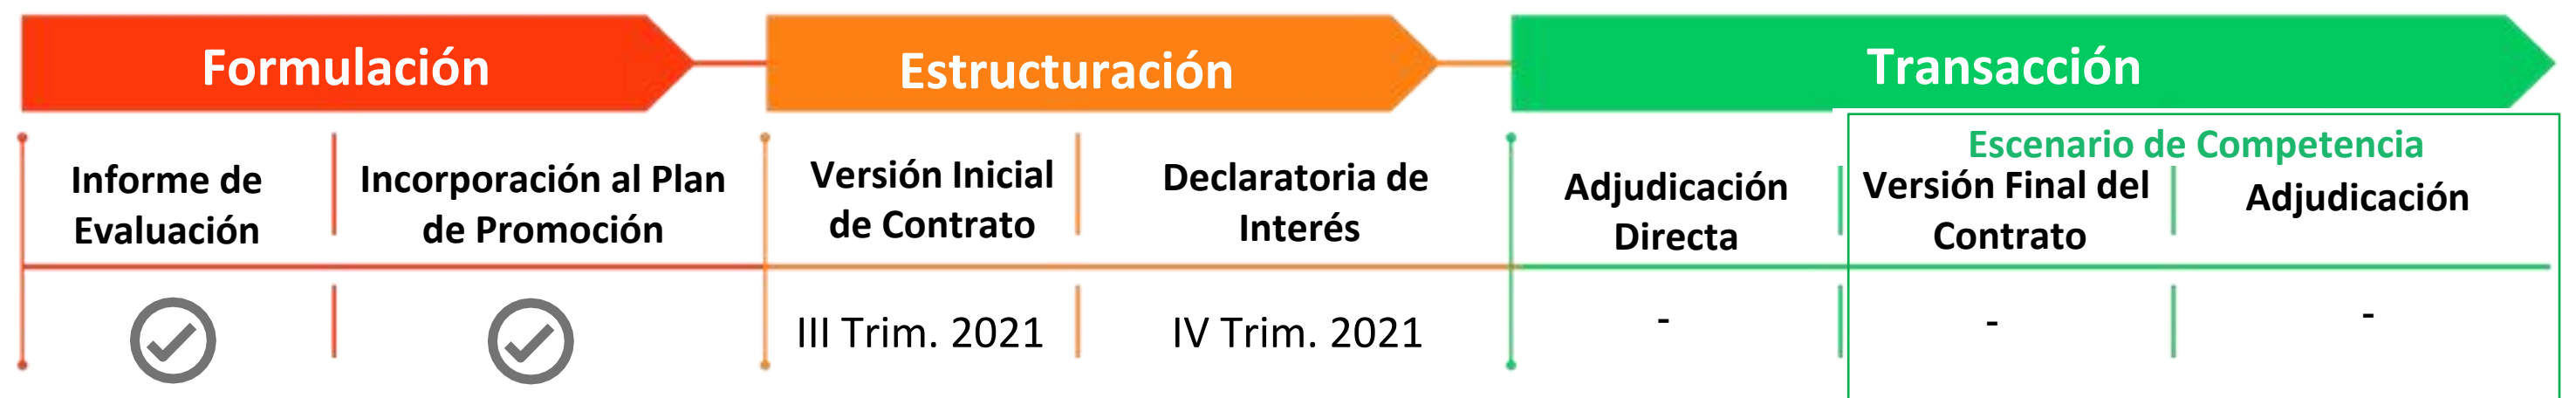 Formulación
Estructuración
Transacción
Escenario de Competencia
Informe de
Evaluación
Incorporación al Plan
de Promoción
Versión Inicial
de Contrato
Declaratoria de
Interés
Adjudicación
Directa
Versión Final del
Contrato
Adjudicación
III Trim. 2021
IV Trim. 2021
-
-
-